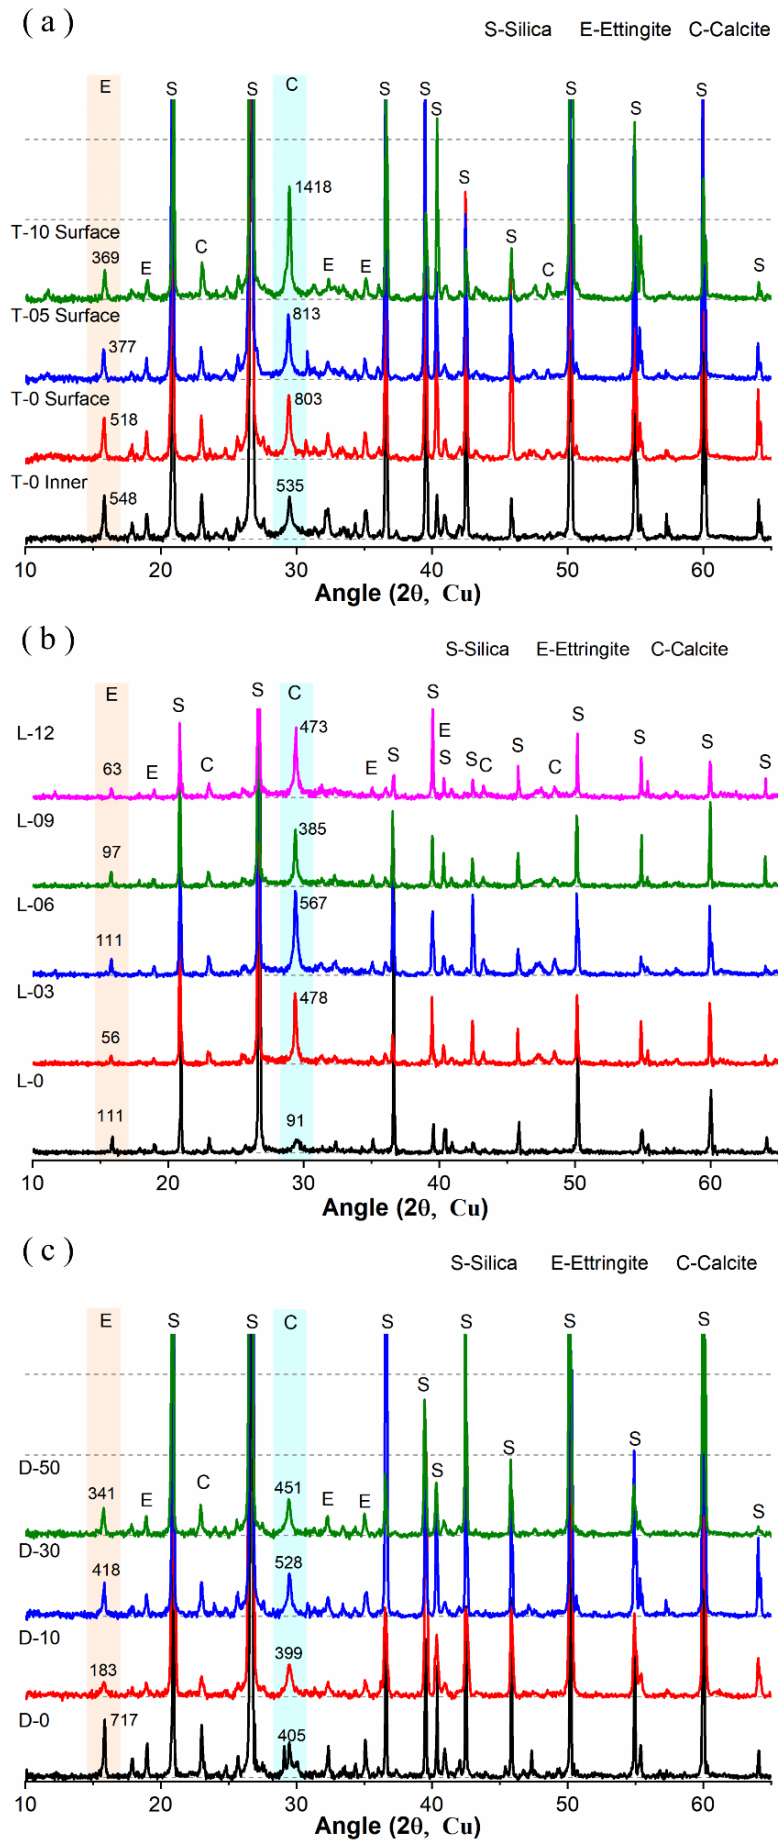 ( a )
S-Silica E-Ettingite C-Calcite
E S S C S S S S S S S S
T-10 Surface
369 E C 1418 E E S C S
T-05 Surface
377 813
T-0 Surface
518 803
T-0 Inner
548 535
10 20 30 40 50 60
Angle (2θ, Cu)
( b )
S-Silica E-Ettringite C-Calcite
E S S C S E S S S S
L-12
63 E C 473 E S S S C S C S
L-09
97 385
L-06
111 567
L-03
56 478
L-0
111 91
10 20 30 40 50 60
Angle (2θ, Cu)
( c )
S-Silica E-Ettringite C-Calcite
E S S C S S S S S S S S
D-50
341 E C 451 E E S
D-30
418 528
D-10
183 399
D-0
717 405
10 20 30 40 50 60
Angle (2θ, Cu)